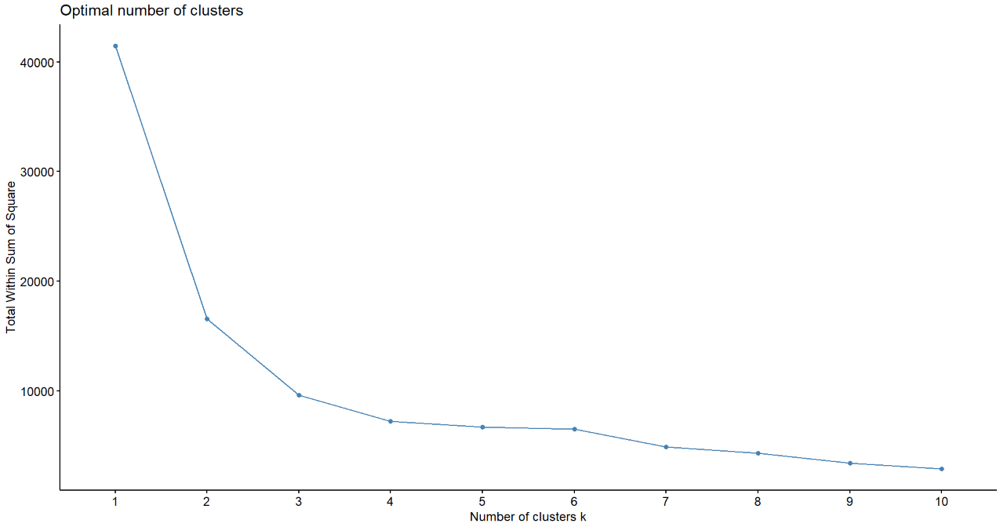 Optimal number of clusters
Total Within Sum of Square
40000
30000
20000
10000
1 2 3 4 5 6 7 8 9 10
Number of clusters k